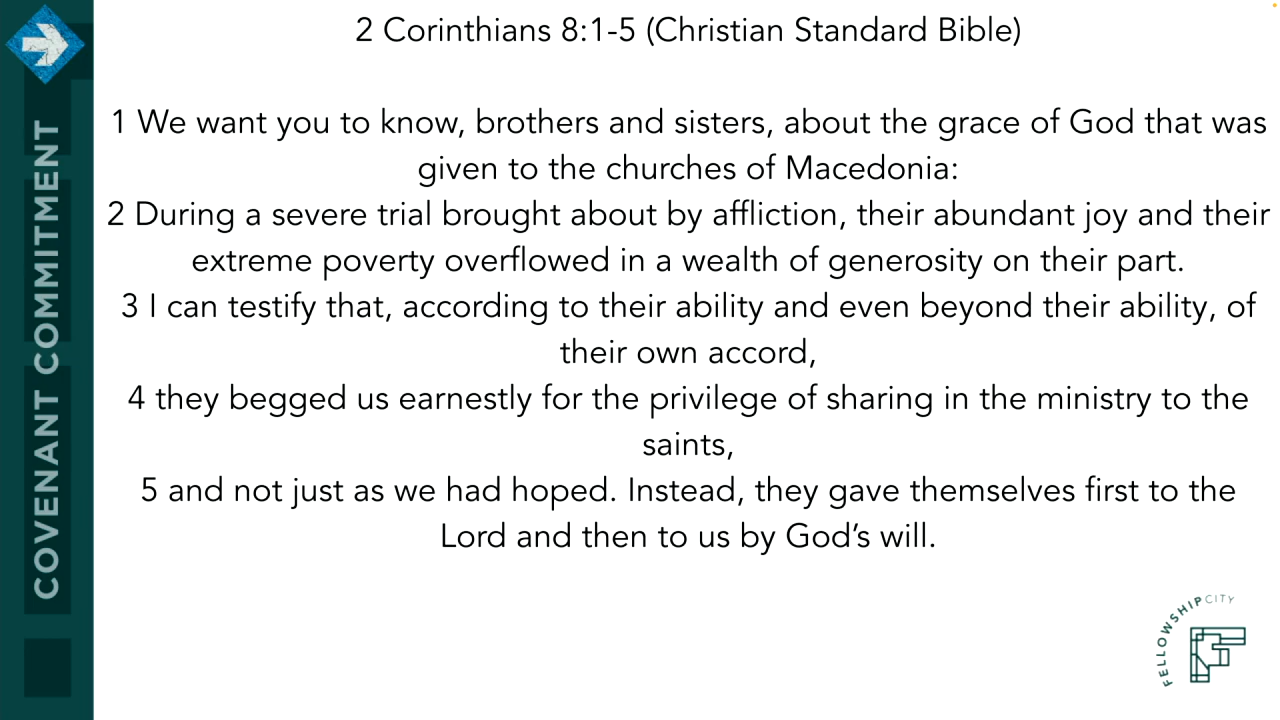 COVENANT COMMITMENT
2 Corinthians 8:1-5 (Christian Standard Bible)
1 We want you to know, brothers and sisters, about the grace of God that was
given to the churches of Macedonia:
2 During a severe trial brought about by affliction, their abundant joy and their
extreme poverty overflowed in a wealth of generosity on their part.
3 I can testify that, according to their ability and even beyond their ability, of
their own accord,
4 they begged us earnestly for the privilege of sharing in the ministry to the
saints,
5 and not just as we had hoped. Instead, they gave themselves first to the
Lord and then to us by God’s will.
FELLOWSHIPCITY